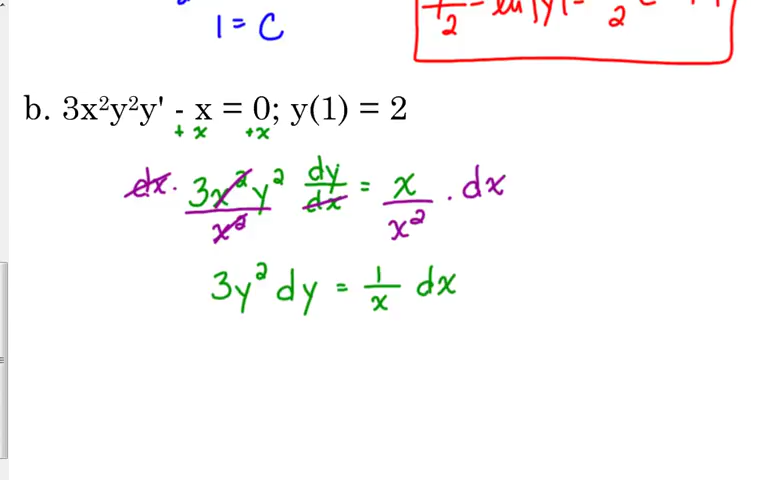 1 = C
b. 3x²y²y' - x = 0; y(1) = 2
+ x +x
dx · 3x²y²/x² dy/dx = x/x² · dx
3y² dy = 1/x dx